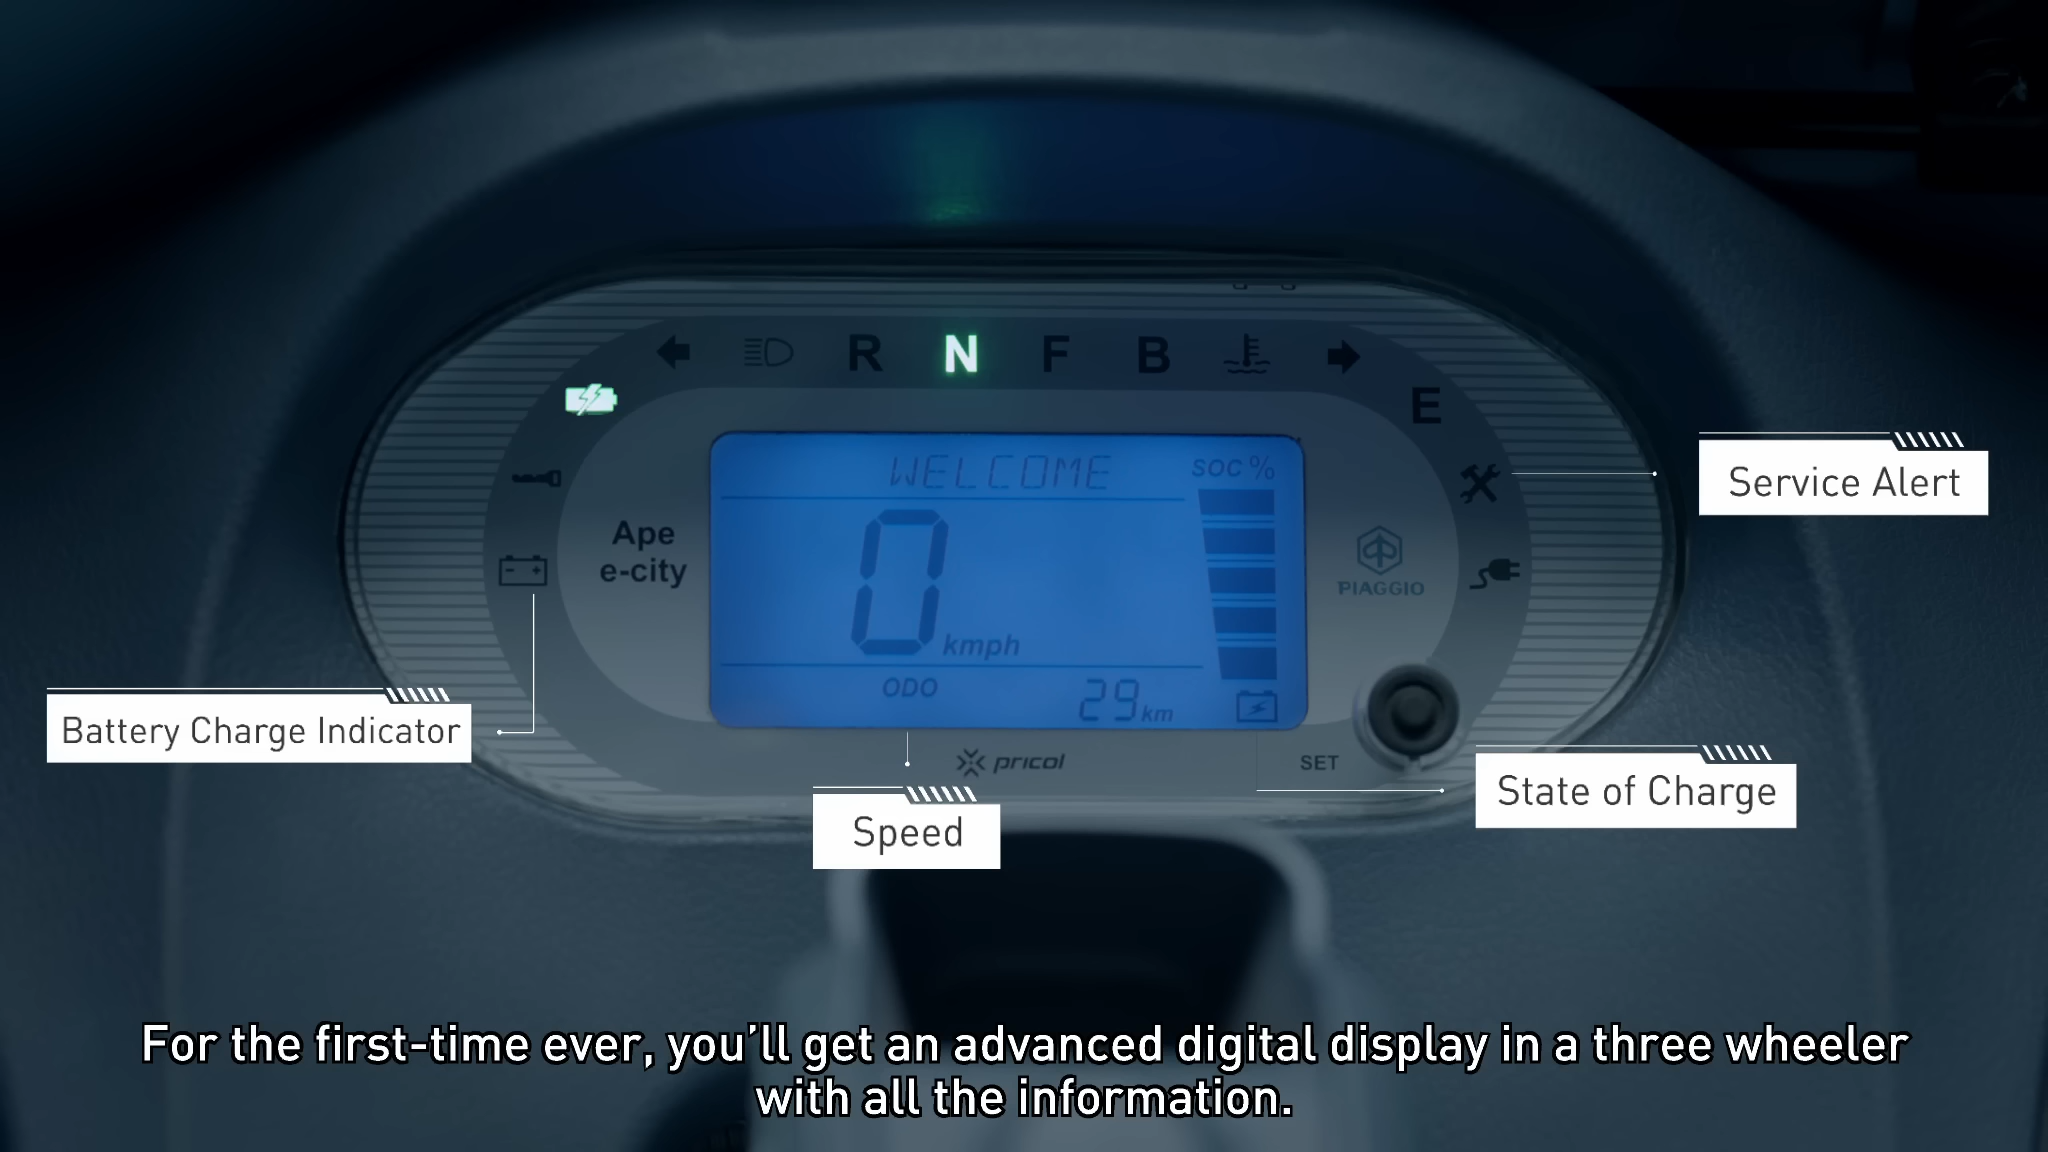 R N F B
E
WELCOME
SOC %
Service Alert
Ape
e-city
0
kmph
PIAGGIO
ODO
29 km
Battery Charge Indicator
pricol
SET
State of Charge
Speed
For the first-time ever, you'll get an advanced digital display in a three wheeler
with all the information.